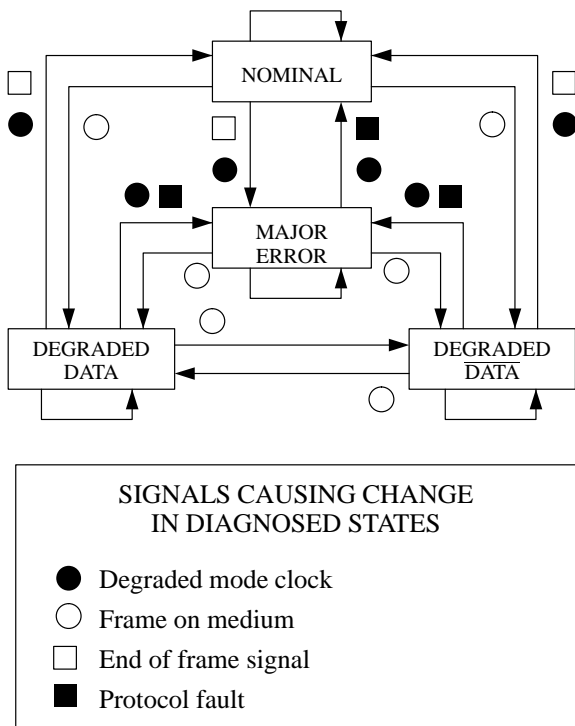 NOMINAL
MAJOR
ERROR
DEGRADED
DATA
DEGRADED
D̅A̅T̅A̅
SIGNALS CAUSING CHANGE
IN DIAGNOSED STATES
Degraded mode clock
Frame on medium
End of frame signal
Protocol fault